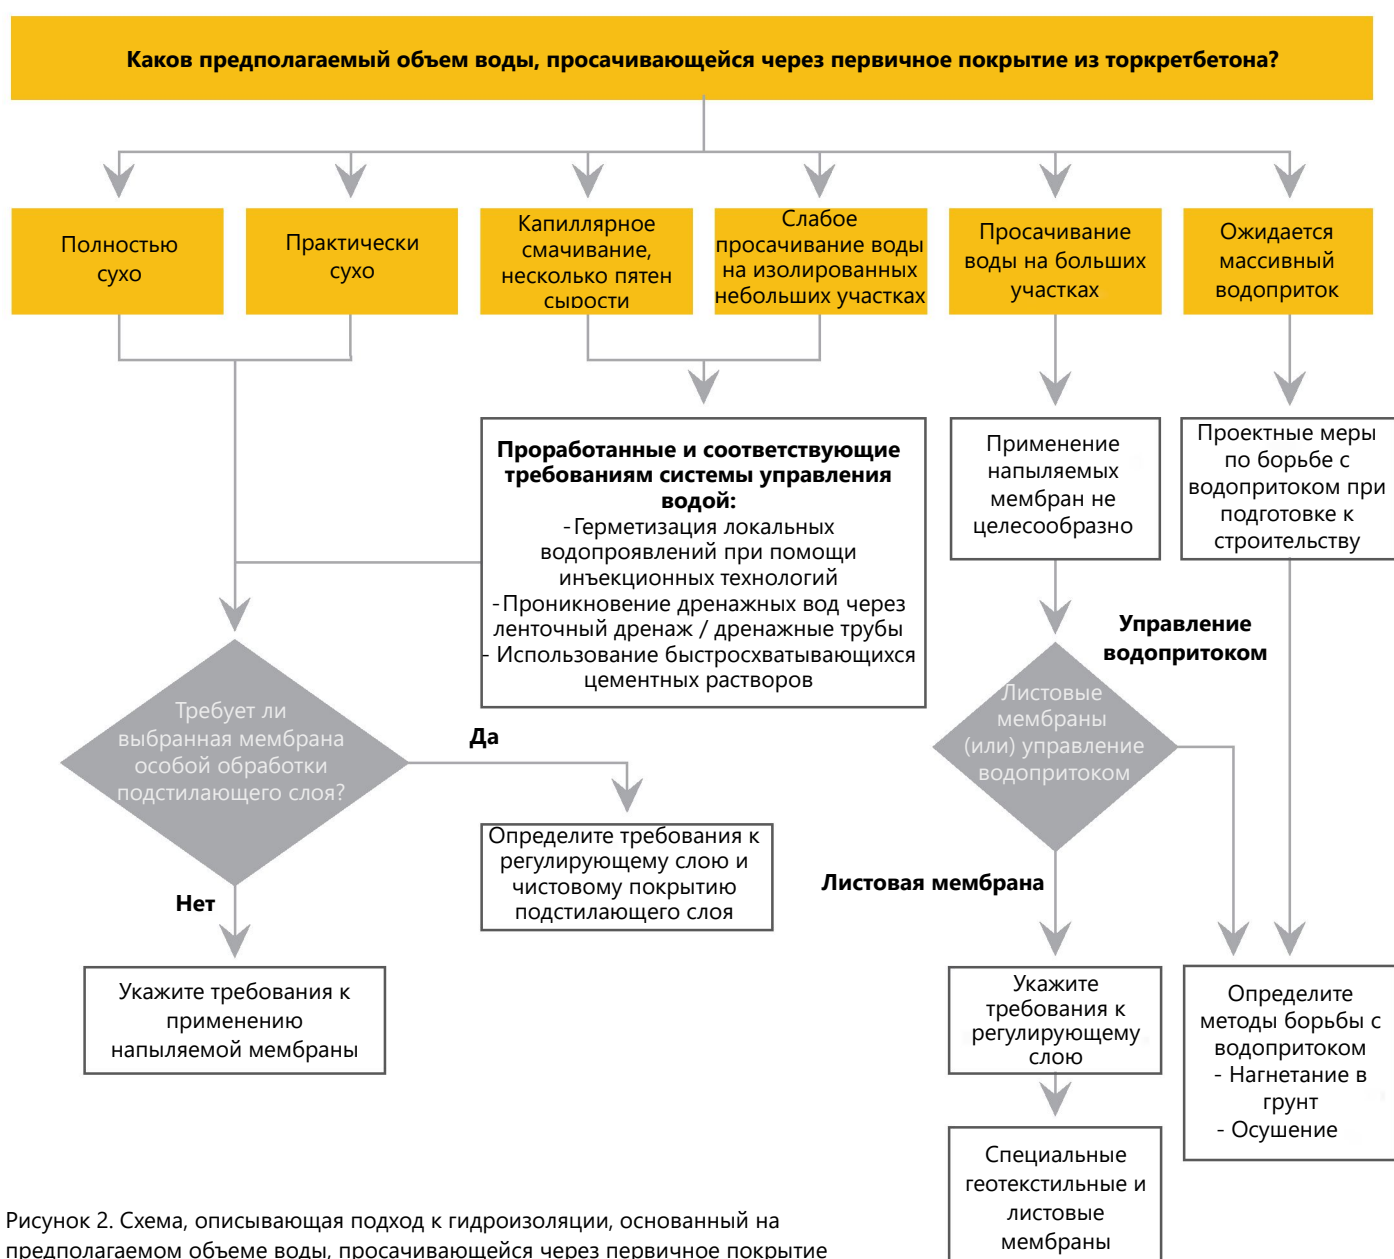 Каков предполагаемый объем воды, просачивающейся через первичное покрытие из торкретбетона?
Полностью
сухо
Практически
сухо
Капиллярное
смачивание,
несколько пятен
сырости
Слабое
просачивание воды
на изолированных
небольших участках
Просачивание
воды на больших
участках
Ожидается
массивный
водоприток
Проработанные и соответствующие
требованиям системы управления
водой:
- Герметизация локальных
водопроявлений при помощи
инъекционных технологий
- Проникновение дренажных вод через
ленточный дренаж / дренажные трубы
- Использование быстросхватывающихся
цементных растворов
Применение
напыляемых
мембран не
целесообразно
Проектные меры
по борьбе с
водопритоком при
подготовке к
строительству
Управление
водопритоком
Требует ли
выбранная мембрана
особой обработки
подстилающего слоя?
Да
Листовые
мембраны
(или) управление
водопритоком
Определите требования к
регулирующему слою и
чистовому покрытию
подстилающего слоя
Листовая мембрана
Нет
Укажите требования к
применению
напыляемой мембраны
Укажите
требования к
регулирующему
слою
Определите
методы борьбы с
водопритоком
- Нагнетание в
грунт
- Осушение
Специальные
геотекстильные и
листовые
мембраны
Рисунок 2. Схема, описывающая подход к гидроизоляции, основанный на
предполагаемом объеме воды, просачивающейся через первичное покрытие